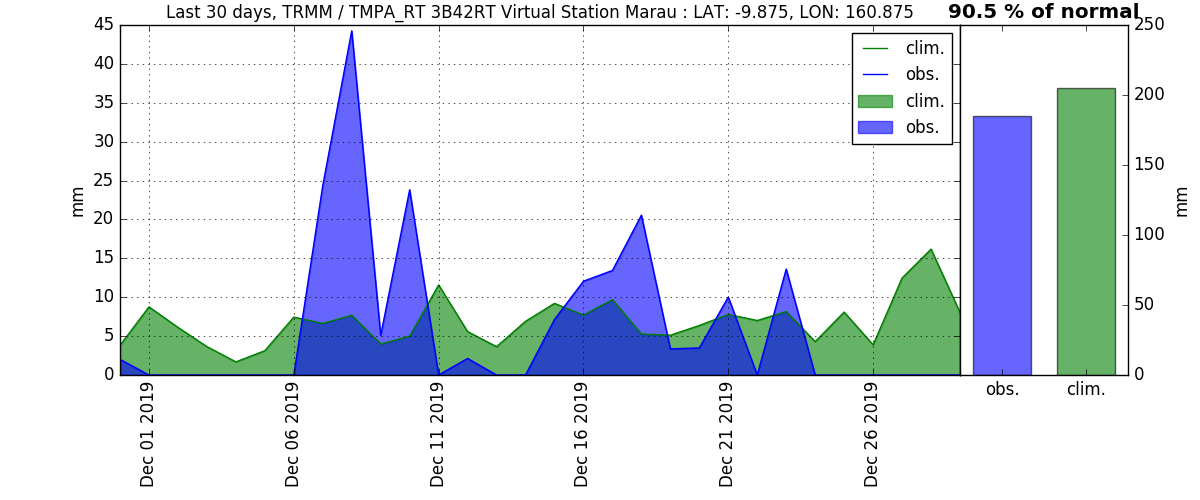 Last 30 days, TRMM / TMPA_RT 3B42RT Virtual Station Marau : LAT: -9.875, LON: 160.875
90.5 % of normal
45
40
35
30
25
20
15
10
5
0
mm
clim.
obs.
clim.
obs.
Dec 01 2019
Dec 06 2019
Dec 11 2019
Dec 16 2019
Dec 21 2019
Dec 26 2019
250
200
150
100
50
0
mm
obs.
clim.